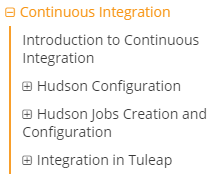 Continuous Integration
Introduction to Continuous
Integration
Hudson Configuration
Hudson Jobs Creation and
Configuration
Integration in Tuleap